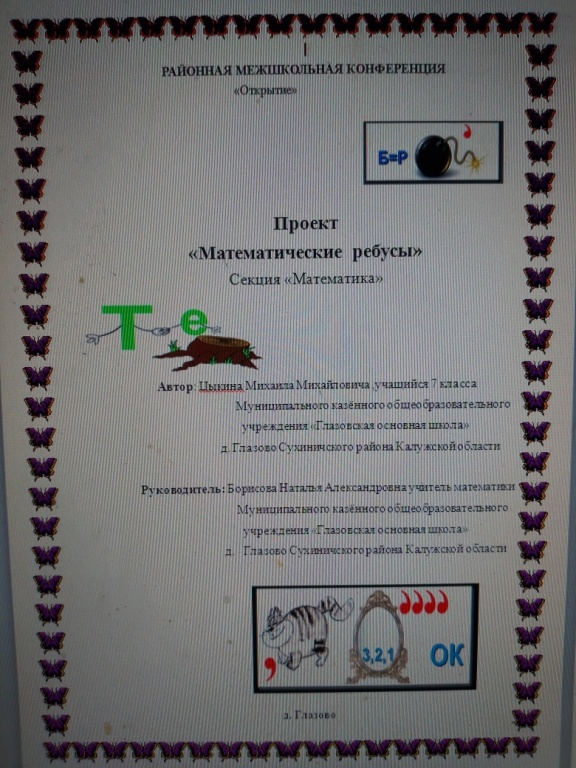 РАЙОННАЯ МЕЖШКОЛЬНАЯ КОНФЕРЕНЦИЯ
«Открытие»
Б=Р
,
Проект
«Математические ребусы»
Секция «Математика»
Т е
Автор: Цыкина Михаила Михайловича ,учащийся 7 класса
Муниципального казённого общеобразовательного
учреждения «Глазовская основная школа»
д. Глазово Сухиничского района Калужской области
Руководитель: Борисова Наталья Александровна учитель математики
Муниципального казённого общеобразовательного
учреждения «Глазовская основная школа»
д. Глазово Сухиничского района Калужской области
, 3,2,1 ,,,, ОК
д. Глазово